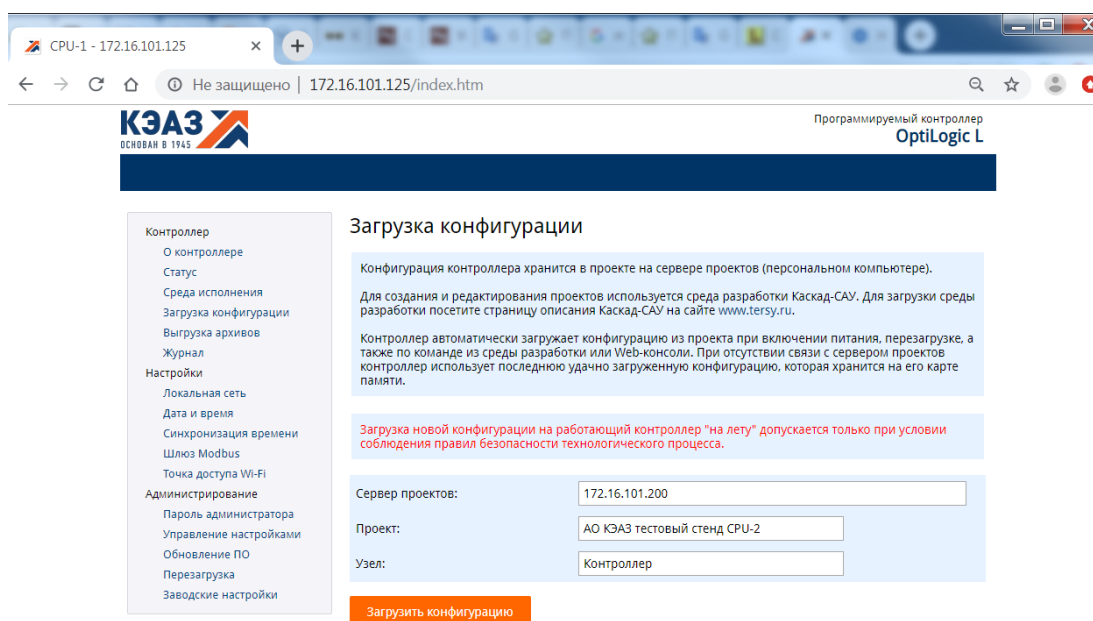 CPU-1 - 172.16.101.125
Не защищено | 172.16.101.125/index.htm
КЭАЗ
ОСНОВАН В 1945
Программируемый контроллер
OptiLogic L
Контроллер
О контроллере
Статус
Среда исполнения
Загрузка конфигурации
Выгрузка архивов
Журнал
Настройки
Локальная сеть
Дата и время
Синхронизация времени
Шлюз Modbus
Точка доступа Wi-Fi
Администрирование
Пароль администратора
Управление настройками
Обновление ПО
Перезагрузка
Заводские настройки
Загрузка конфигурации
Конфигурация контроллера хранится в проекте на сервере проектов (персональном компьютере).
Для создания и редактирования проектов используется среда разработки Каскад-САУ. Для загрузки среды
разработки посетите страницу описания Каскад-САУ на сайте www.tersy.ru.
Контроллер автоматически загружает конфигурацию из проекта при включении питания, перезагрузке, а
также по команде из среды разработки или Web-консоли. При отсутствии связи с сервером проектов
контроллер использует последнюю удачно загруженную конфигурацию, которая хранится на его карте
памяти.
Загрузка новой конфигурации на работающий контроллер "на лету" допускается только при условии
соблюдения правил безопасности технологического процесса.
Сервер проектов:
172.16.101.200
Проект:
АО КЭАЗ тестовый стенд CPU-2
Узел:
Контроллер
Загрузить конфигурацию